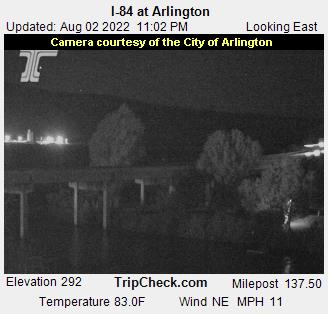 I-84 at Arlington
Updated: Aug 02 2022 11:02 PM Looking East
Camera courtesy of the City of Arlington
Elevation 292 TripCheck.com Milepost 137.50
Temperature 83.0F Wind NE MPH 11